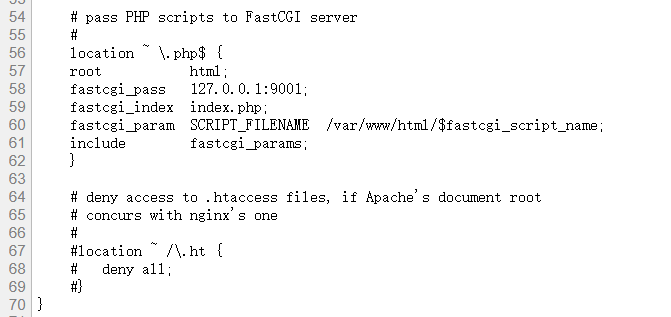 54 # pass PHP scripts to FastCGI server
55 #
56 location ~ \.php$ {
57 root html;
58 fastcgi_pass 127.0.0.1:9001;
59 fastcgi_index index.php;
60 fastcgi_param SCRIPT_FILENAME /var/www/html/$fastcgi_script_name;
61 include fastcgi_params;
62 }
63
64 # deny access to .htaccess files, if Apache's document root
65 # concurs with nginx's one
66 #
67 #location ~ /\.ht {
68 # deny all;
69 #}
70 }